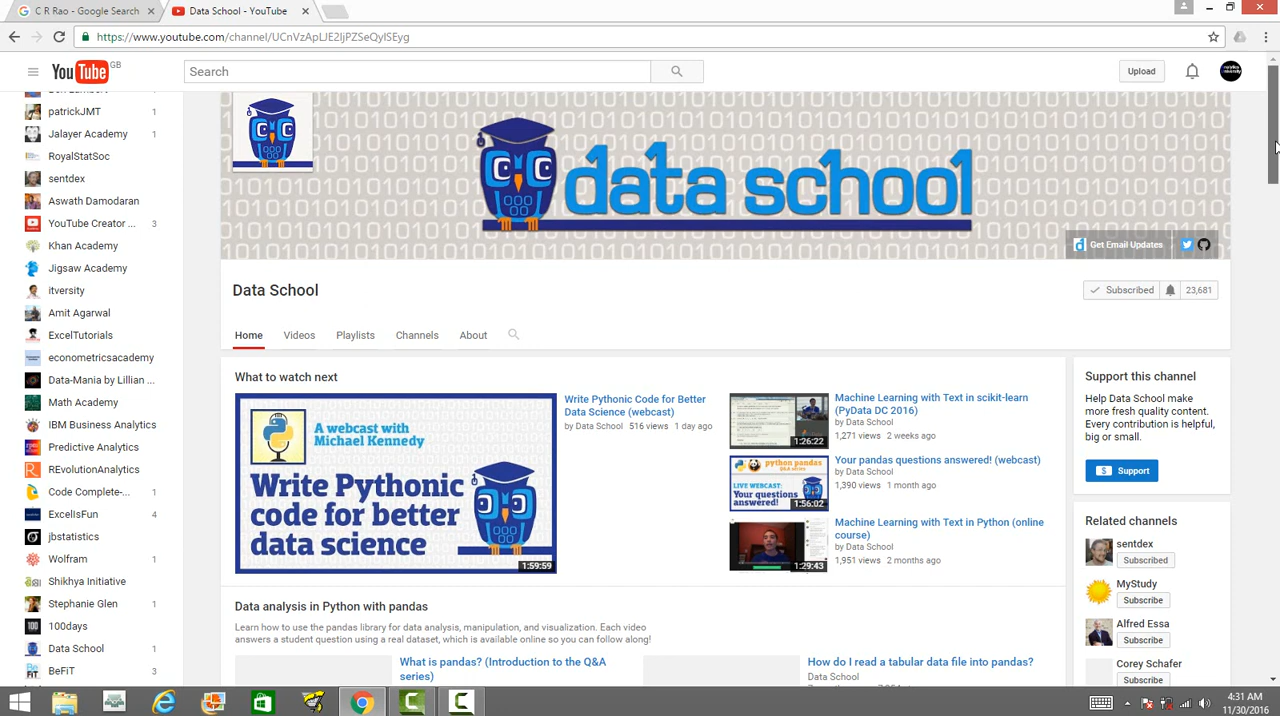 C R Rao - Google Search
Data School - YouTube
https://www.youtube.com/channel/UCnVzApLJE2ljPZSeQylSEyg
YouTube GB
Search
Upload
patrickJMT 1
Jalayer Academy 1
RoyalStatSoc
sentdex
Aswath Damodaran
YouTube Creator ... 3
Khan Academy
Jigsaw Academy
itversity
Amit Agarwal
ExcelTutorials
econometricsacademy
Data-Mania by Lillian ...
Math Academy
IBM Business Analytics
Predictive Analytics
REvolutionAnalytics
Code Complete-... 1
ExcelIsFun 4
jbstatistics
Wolfram 1
Shikhya Initiative
Stephanie Glen 1
100days
Data School 1
BeFiT 3
data school
Get Email Updates
Data School
Subscribed 23,681
Home Videos Playlists Channels About
What to watch next
A webcast with
Michael Kennedy
Write Pythonic
code for better
data science
1:59:59
Write Pythonic Code for Better
Data Science (webcast)
by Data School 516 views 1 day ago
1:26:22
Machine Learning with Text in scikit-learn
(PyData DC 2016)
by Data School
1,271 views 2 weeks ago
python pandas
Q&A series
LIVE WEBCAST:
Your questions
answered!
1:56:02
Your pandas questions answered! (webcast)
by Data School
1,390 views 1 month ago
1:29:43
Machine Learning with Text in Python (online
course)
by Data School
1,951 views 2 months ago
Data analysis in Python with pandas
Learn how to use the pandas library for data analysis, manipulation, and visualization. Each video
answers a student question using a real dataset, which is available online so you can follow along!
What is pandas? (Introduction to the Q&A
series)
How do I read a tabular data file into pandas?
Data School
Support this channel
Help Data School make
more fresh quality content.
Every contribution is helpful,
big or small.
$ Support
Related channels
sentdex
Subscribed
MyStudy
Subscribe
Alfred Essa
Subscribe
Corey Schafer
Subscribe
4:31 AM
11/30/2016